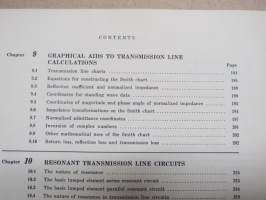 CONTENTS
Chapter 9 GRAPHICAL AIDS TO TRANSMISSION LINE
CALCULATIONS Page
9.1 Transmission line charts
9.2 Equations for constructing the Smith chart
9.3 Reflection coefficient and normalized impedance
9.4 Coordinates for standing wave data
9.5 Coordinates of magnitude and phase angle of normalized impedance
9.6 Impedance transformations on the Smith chart
9.7 Normalized admittance coordinates
9.8 Inversion of complex numbers
9.9 Other mathematical uses of the Smith chart
9.10 Return loss, reflection loss and transmission loss
Chapter 10 RESONANT TRANSMISSION LINE CIRCUITS
10.1 The nature of resonance
10.2 The basic lumped element series resonant circuit
10.3 The basic lumped element parallel resonant circuit
10.4 The nature of resonance in transmission line circuits